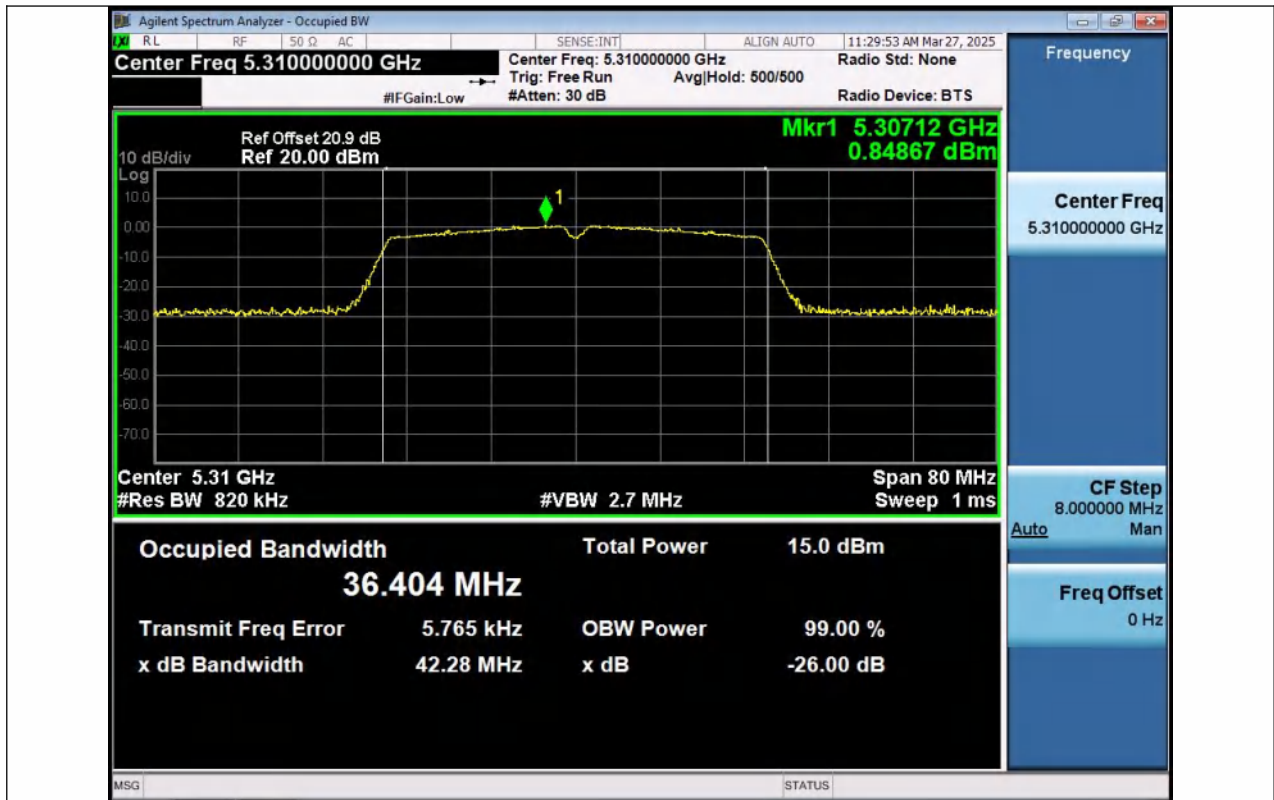 Agilent Spectrum Analyzer - Occupied BW
LXI RL RF 50 Ω AC SENSE:INT ALIGN AUTO 11:29:53 AM Mar 27, 2025
Center Freq 5.310000000 GHz
Center Freq: 5.310000000 GHz Radio Std: None
Trig: Free Run Avg|Hold: 500/500
#IFGain:Low #Atten: 30 dB Radio Device: BTS
Frequency
Mkr1 5.30712 GHz
0.84867 dBm
Ref Offset 20.9 dB
10 dB/div Ref 20.00 dBm
Log
10.0
0.00
-10.0
-20.0
-30.0
-40.0
-50.0
-60.0
-70.0
1
Center 5.31 GHz Span 80 MHz
#Res BW 820 kHz #VBW 2.7 MHz Sweep 1 ms
Occupied Bandwidth Total Power 15.0 dBm
36.404 MHz
Transmit Freq Error 5.765 kHz OBW Power 99.00 %
x dB Bandwidth 42.28 MHz x dB -26.00 dB
Center Freq
5.310000000 GHz
CF Step
8.000000 MHz
Auto Man
Freq Offset
0 Hz
MSG STATUS